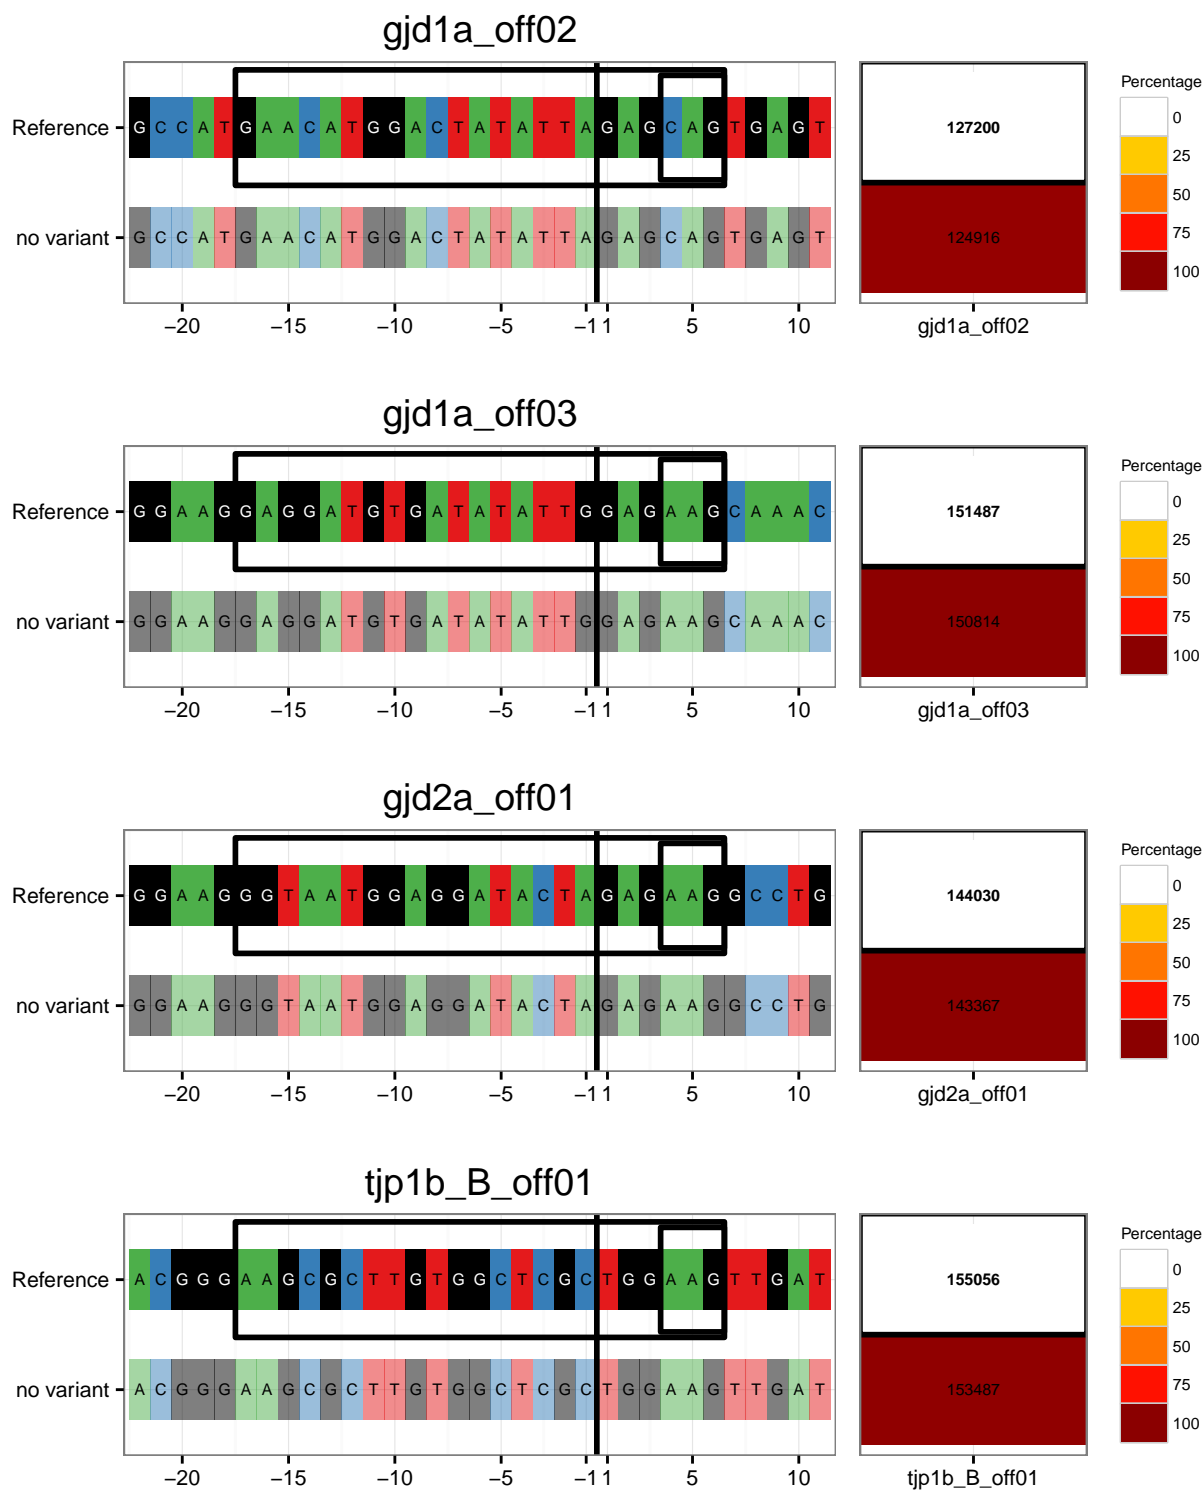 gjd1a_off02
Reference G C C A T G A A C A T G G A C T A T A T T A G A G C A G T G A G T
no variant G C C A T G A A C A T G G A C T A T A T T A G A G C A G T G A G T
−20 −15 −10 −5 −1 1 5 10
127200
124916
gjd1a_off02
Percentage
0
25
50
75
100
gjd1a_off03
Reference G G A A G G A G G A T G T G A T A T A T T G G A G A A G C A A A C
no variant G G A A G G A G G A T G T G A T A T A T T G G A G A A G C A A A C
−20 −15 −10 −5 −1 1 5 10
151487
150814
gjd1a_off03
Percentage
0
25
50
75
100
gjd2a_off01
Reference G G A A G G G T A A T G G A G G A T A C T A G A G A A G G C C T G
no variant G G A A G G G T A A T G G A G G A T A C T A G A G A A G G C C T G
−20 −15 −10 −5 −1 1 5 10
144030
143367
gjd2a_off01
Percentage
0
25
50
75
100
tjp1b_B_off01
Reference A C G G G A A G C G C T T G T G G C T C G C T G G A A G T T G A T
no variant A C G G G A A G C G C T T G T G G C T C G C T G G A A G T T G A T
−20 −15 −10 −5 −1 1 5 10
155056
153487
tjp1b_B_off01
Percentage
0
25
50
75
100